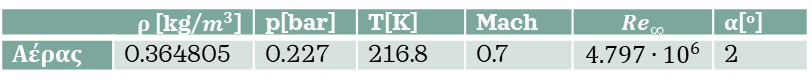 ρ [kg/m³] p[bar] T[K] Mach Re∞ α[º]
Αέρας 0.364805 0.227 216.8 0.7 4.797 · 10⁶ 2